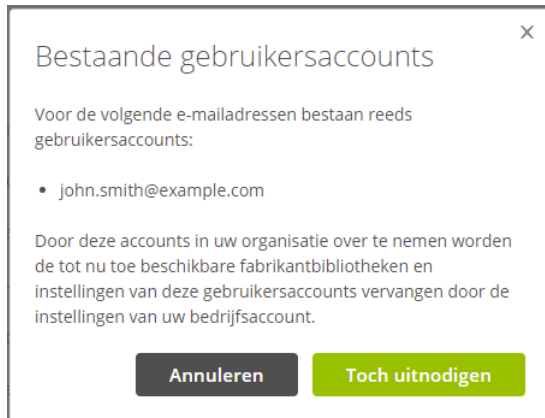 Bestaande gebruikersaccounts
Voor de volgende e-mailadressen bestaan reeds
gebruikersaccounts:
• john.smith@example.com
Door deze accounts in uw organisatie over te nemen worden
de tot nu toe beschikbare fabrikantbibliotheken en
instellingen van deze gebruikersaccounts vervangen door de
instellingen van uw bedrijfsaccount.
Annuleren Toch uitnodigen